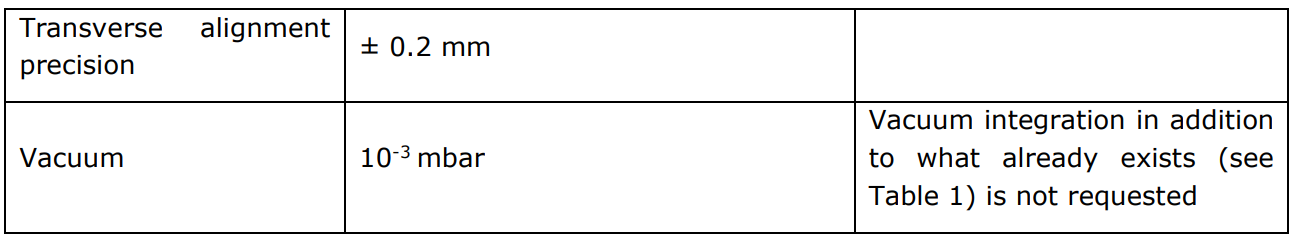 Transverse alignment
precision
± 0.2 mm
Vacuum
10⁻³ mbar
Vacuum integration in addition
to what already exists (see
Table 1) is not requested